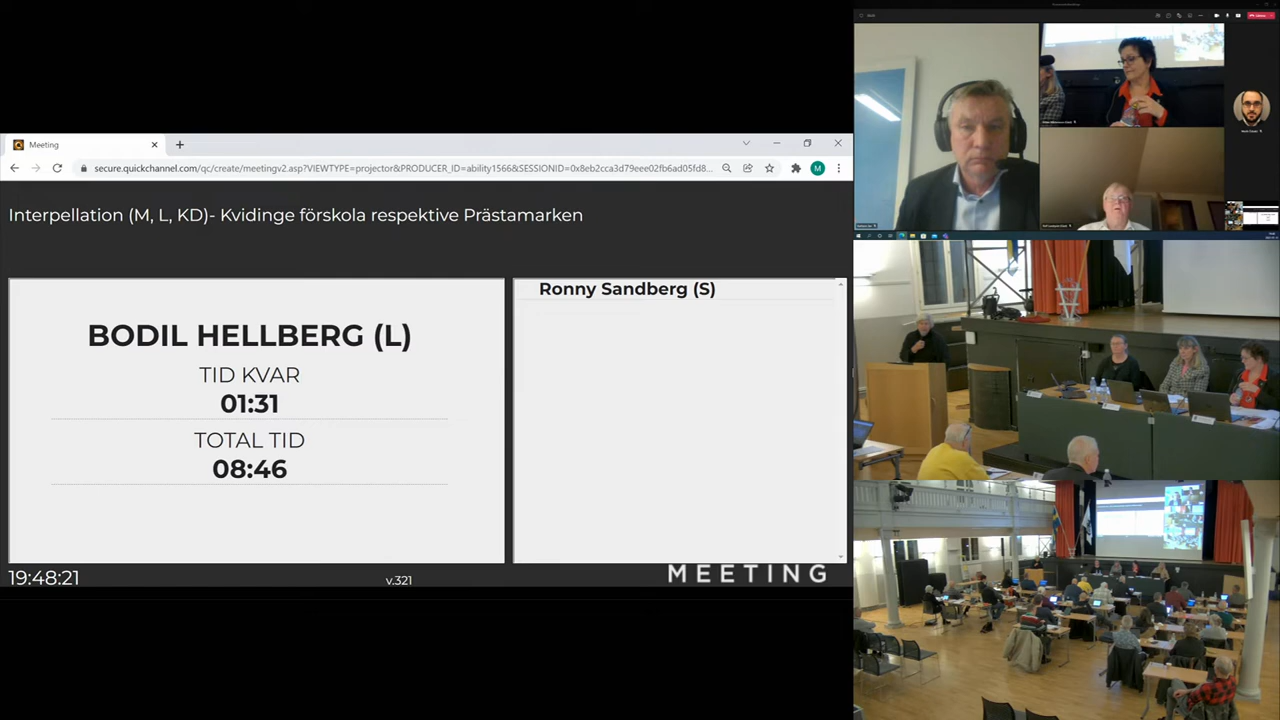 Meeting
secure.quickchannel.com/qc/create/meetingv2.asp?VIEWTYPE=projector&PRODUCER_ID=ability1566&SESSIONID=0x8eb2cca3d79eee02fb6ad05fd8...
M
Interpellation (M, L, KD)- Kvidinge förskola respektive Prästamarken
BODIL HELLBERG (L)
TID KVAR
01:31
TOTAL TID
08:46
Ronny Sandberg (S)
19:48:21
v.321
MEETING